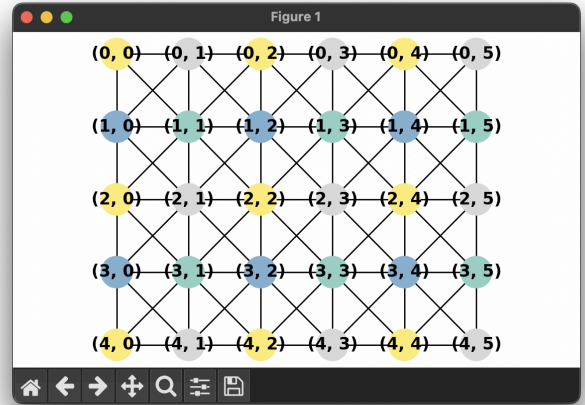 Figure 1
(0, 0) (0, 1) (0, 2) (0, 3) (0, 4) (0, 5)
(1, 0) (1, 1) (1, 2) (1, 3) (1, 4) (1, 5)
(2, 0) (2, 1) (2, 2) (2, 3) (2, 4) (2, 5)
(3, 0) (3, 1) (3, 2) (3, 3) (3, 4) (3, 5)
(4, 0) (4, 1) (4, 2) (4, 3) (4, 4) (4, 5)